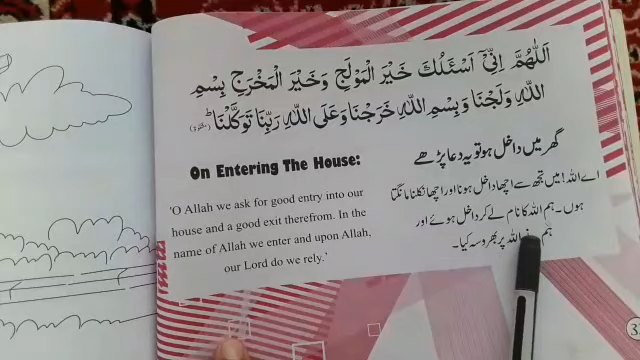 اَللّٰهُمَّ اِنِّیْٓ اَسْئَلُكَ خَیْرَ الْمَوْلَجِ وَخَیْرَ الْمَخْرَجِ بِسْمِ
اللّٰهِ وَلَجْنَا وَبِسْمِ اللّٰهِ خَرَجْنَا وَعَلَى اللّٰهِ رَبِّنَا تَوَكَّلْنَا
On Entering The House:
'O Allah we ask for good entry into our
house and a good exit therefrom. In the
name of Allah we enter and upon Allah,
our Lord do we rely.'
گھر میں داخل ہو تو یہ دعا پڑھے
اے اللہ! میں تجھ سے اچھا داخل ہونا اور اچھا نکلنا مانگتا
ہوں۔ ہم اللہ کا نام لے کر داخل ہوئے اور
ہم اللہ پر بھروسہ کیا۔